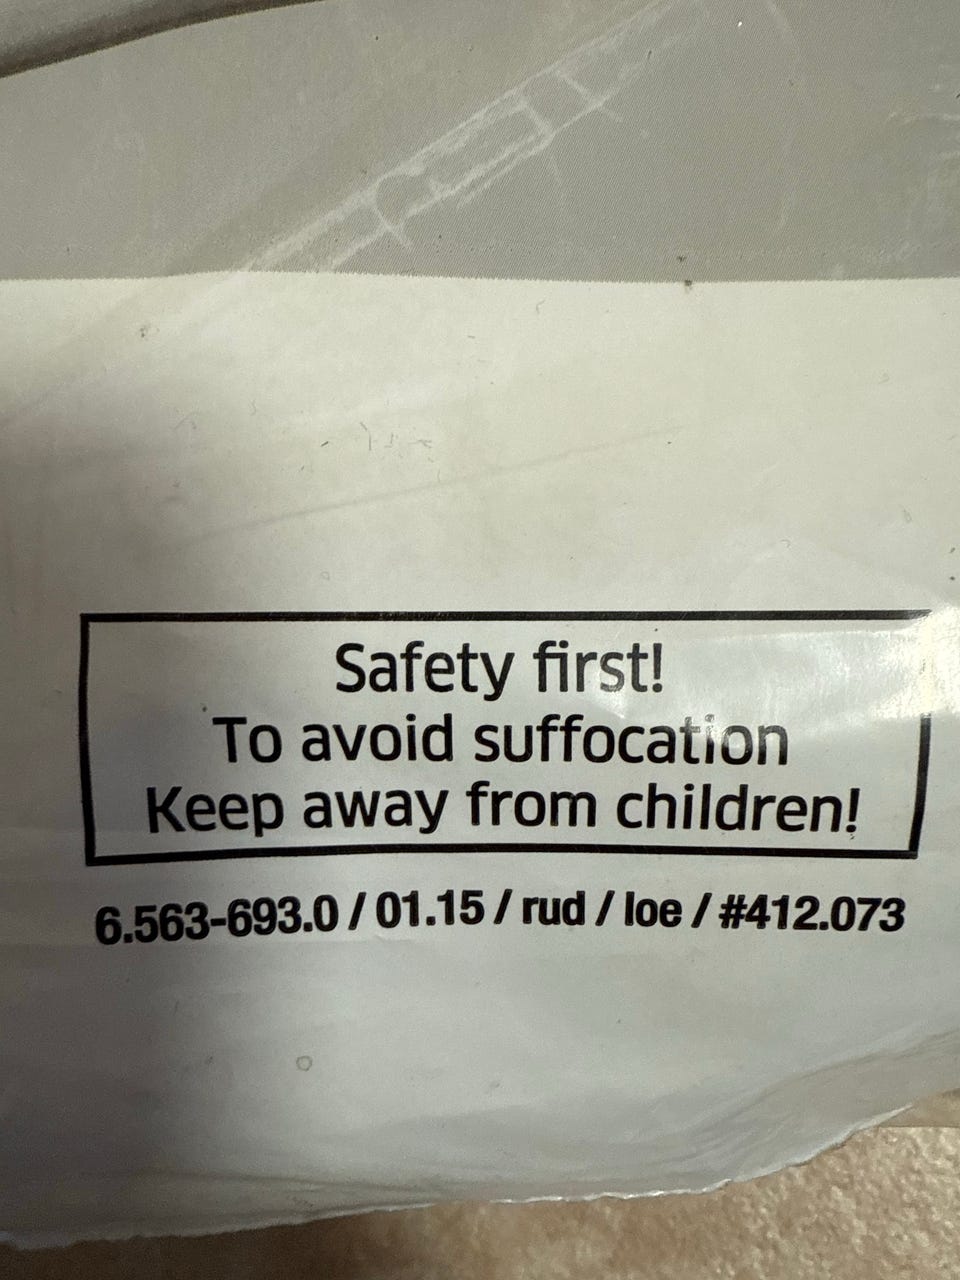 Safety first!
To avoid suffocation
Keep away from children!
6.563-693.0 / 01.15 / rud / loe / #412.073